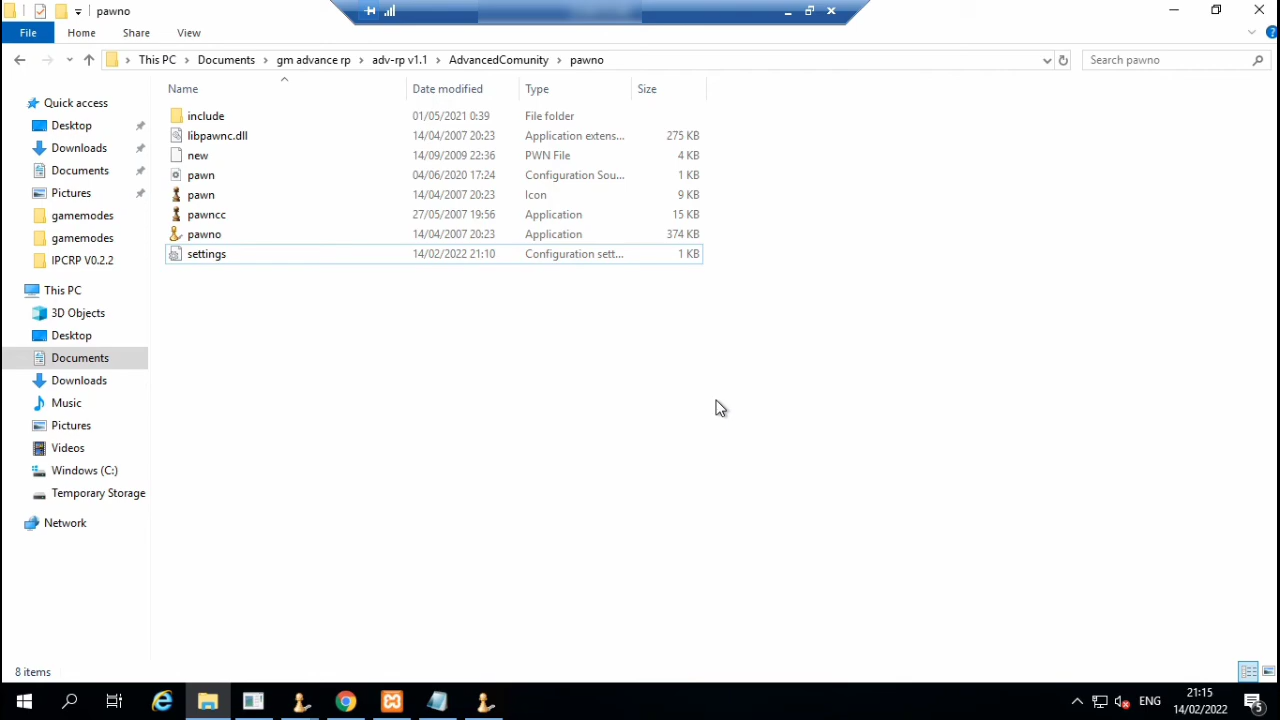 pawno
File Home Share View
This PC Documents gm advance rp adv-rp v1.1 AdvancedComunity pawno Search pawno
Name Date modified Type Size
include 01/05/2021 0:39 File folder
libpawnc.dll 14/04/2007 20:23 Application extens... 275 KB
new 14/09/2009 22:36 PWN File 4 KB
pawn 04/06/2020 17:24 Configuration Sou... 1 KB
pawn 14/04/2007 20:23 Icon 9 KB
pawncc 27/05/2007 19:56 Application 15 KB
pawno 14/04/2007 20:23 Application 374 KB
settings 14/02/2022 21:10 Configuration sett... 1 KB
Quick access
Desktop
Downloads
Documents
Pictures
gamemodes
gamemodes
IPCRP V0.2.2
This PC
3D Objects
Desktop
Documents
Downloads
Music
Pictures
Videos
Windows (C:)
Temporary Storage
Network
8 items
ENG
21:15
14/02/2022
5